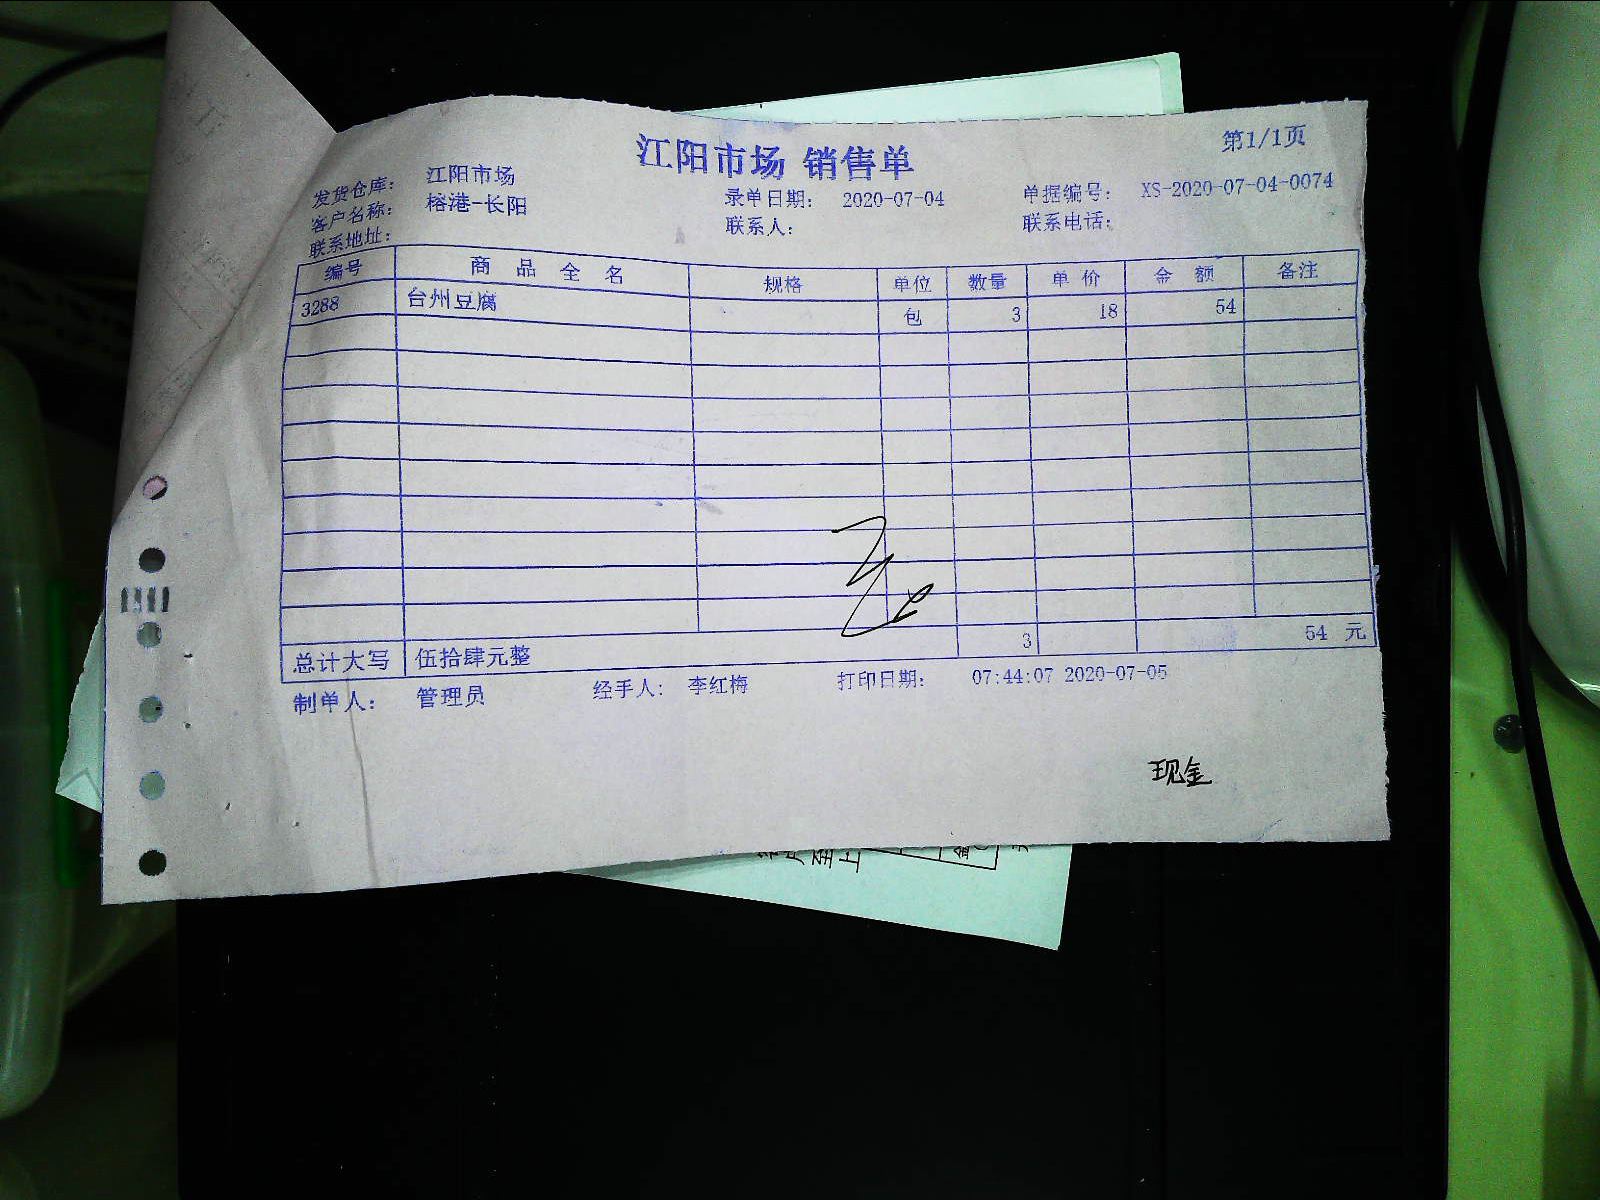 江阳市场 销售单
第1/1页
发货仓库： 江阳市场
录单日期： 2020-07-04
单据编号： XS-2020-07-04-0074
客户名称： 榕港-长阳
联系人：
联系电话：
联系地址：
编号 商品全名 规格 单位 数量 单价 金额 备注
3288 台州豆腐 包 3 18 54
总计大写 伍拾肆元整 3 54 元
制单人： 管理员 经手人： 李红梅 打印日期： 07:44:07 2020-07-05
现金